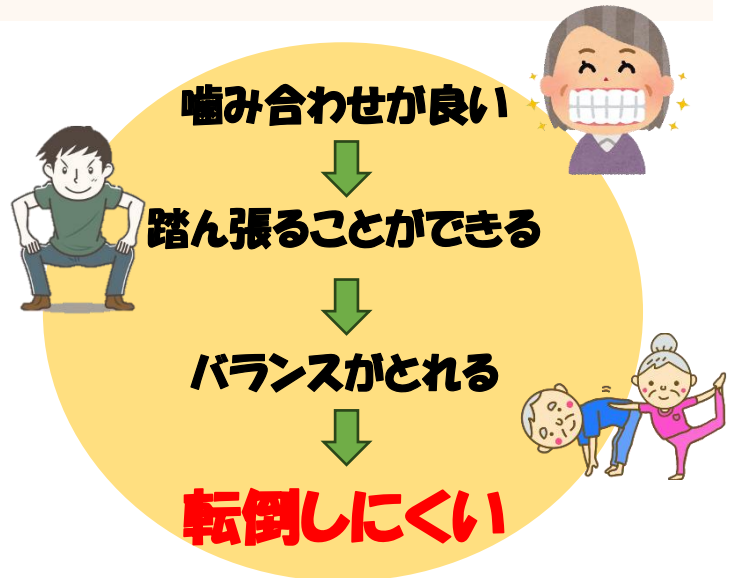 噛み合わせが良い
踏ん張ることができる
バランスがとれる
転倒しにくい